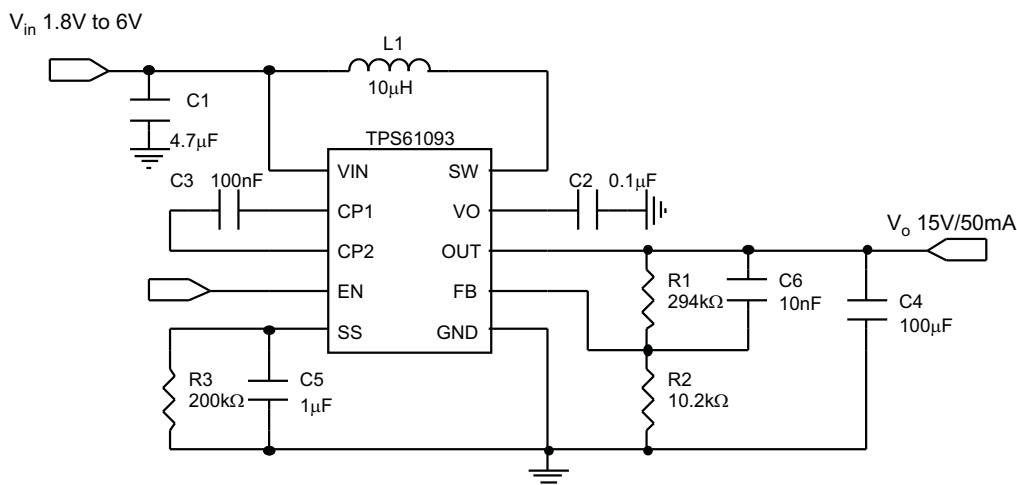 Vin 1.8V to 6V
L1
10μH
C1
4.7μF
TPS61093
VIN
SW
C3 100nF
C2 0.1μF
CP1
VO
Vo 15V/50mA
CP2
OUT
EN
FB
R1
294kΩ
C6
10nF
C4
100μF
SS
GND
R3
200kΩ
C5
1μF
R2
10.2kΩ